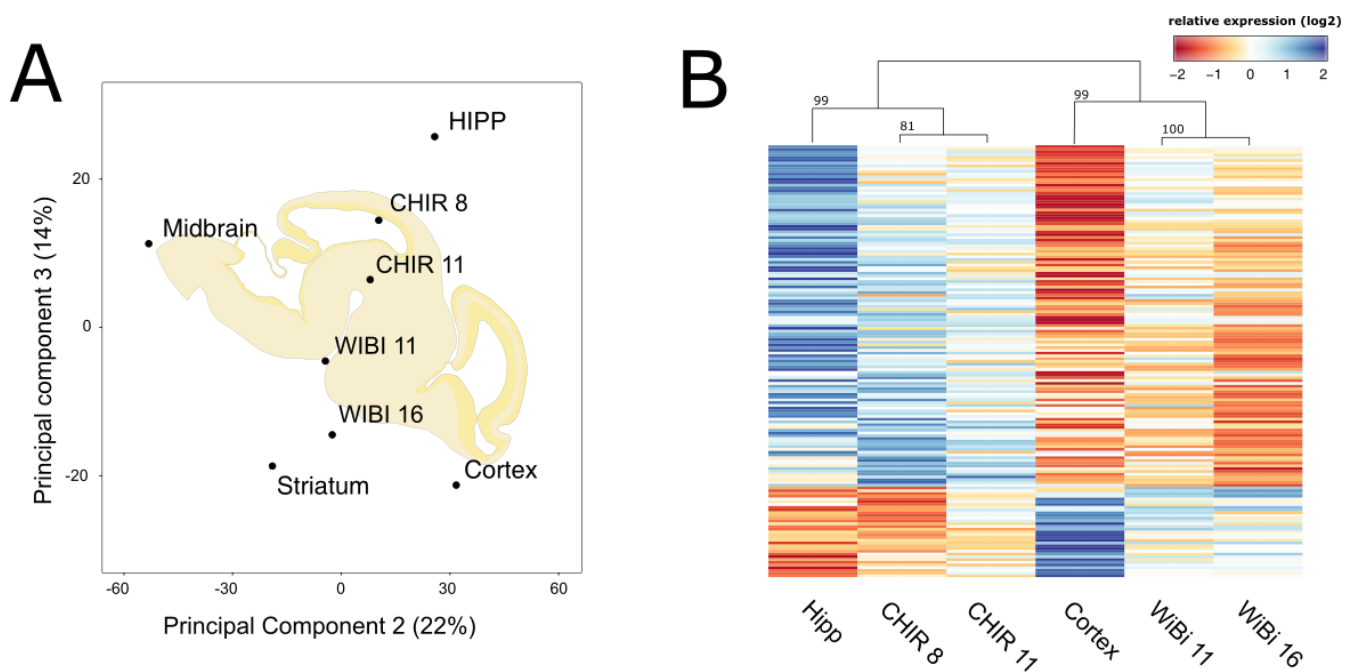 A
20
0
-20
Principal component 3 (14%)
HIPP
CHIR 8
Midbrain
CHIR 11
WIBI 11
WIBI 16
Striatum
Cortex
-60
-30
0
30
60
Principal Component 2 (22%)
B
relative expression (log2)
−2 −1 0 1 2
99
81
99
100
Hipp
CHIR 8
CHIR 11
Cortex
WiBi 11
WiBi 16